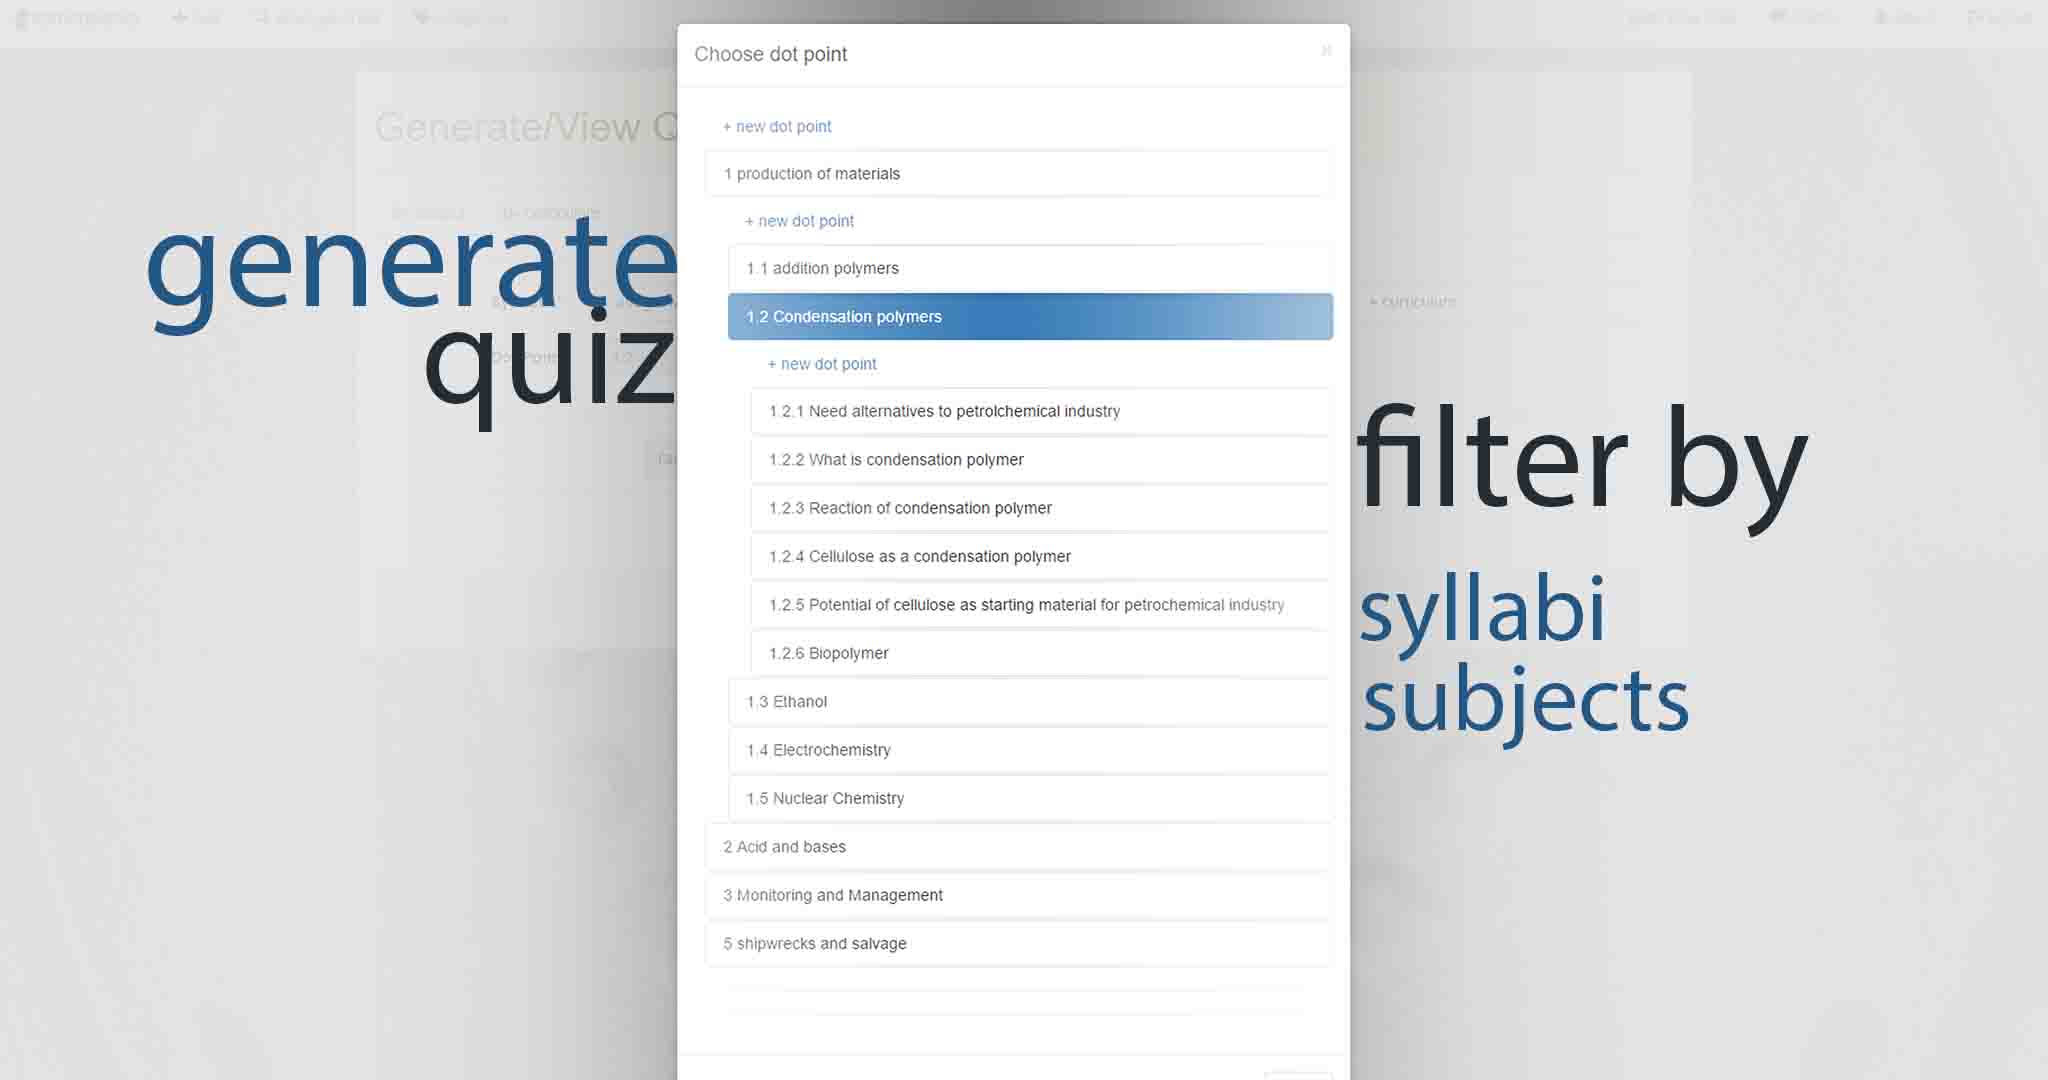 Choose dot point
×
Generate/View Q
+ new dot point
1 production of materials
+ new dot point
1.1 addition polymers
1.2 Condensation polymers
+ new dot point
1.2.1 Need alternatives to petrolchemical industry
1.2.2 What is condensation polymer
1.2.3 Reaction of condensation polymer
1.2.4 Cellulose as a condensation polymer
1.2.5 Potential of cellulose as starting material for petrochemical industry
1.2.6 Biopolymer
1.3 Ethanol
1.4 Electrochemistry
1.5 Nuclear Chemistry
2 Acid and bases
3 Monitoring and Management
5 shipwrecks and salvage
generate
quiz
+ curriculum
Dot Point
filter by
syllabi
subjects